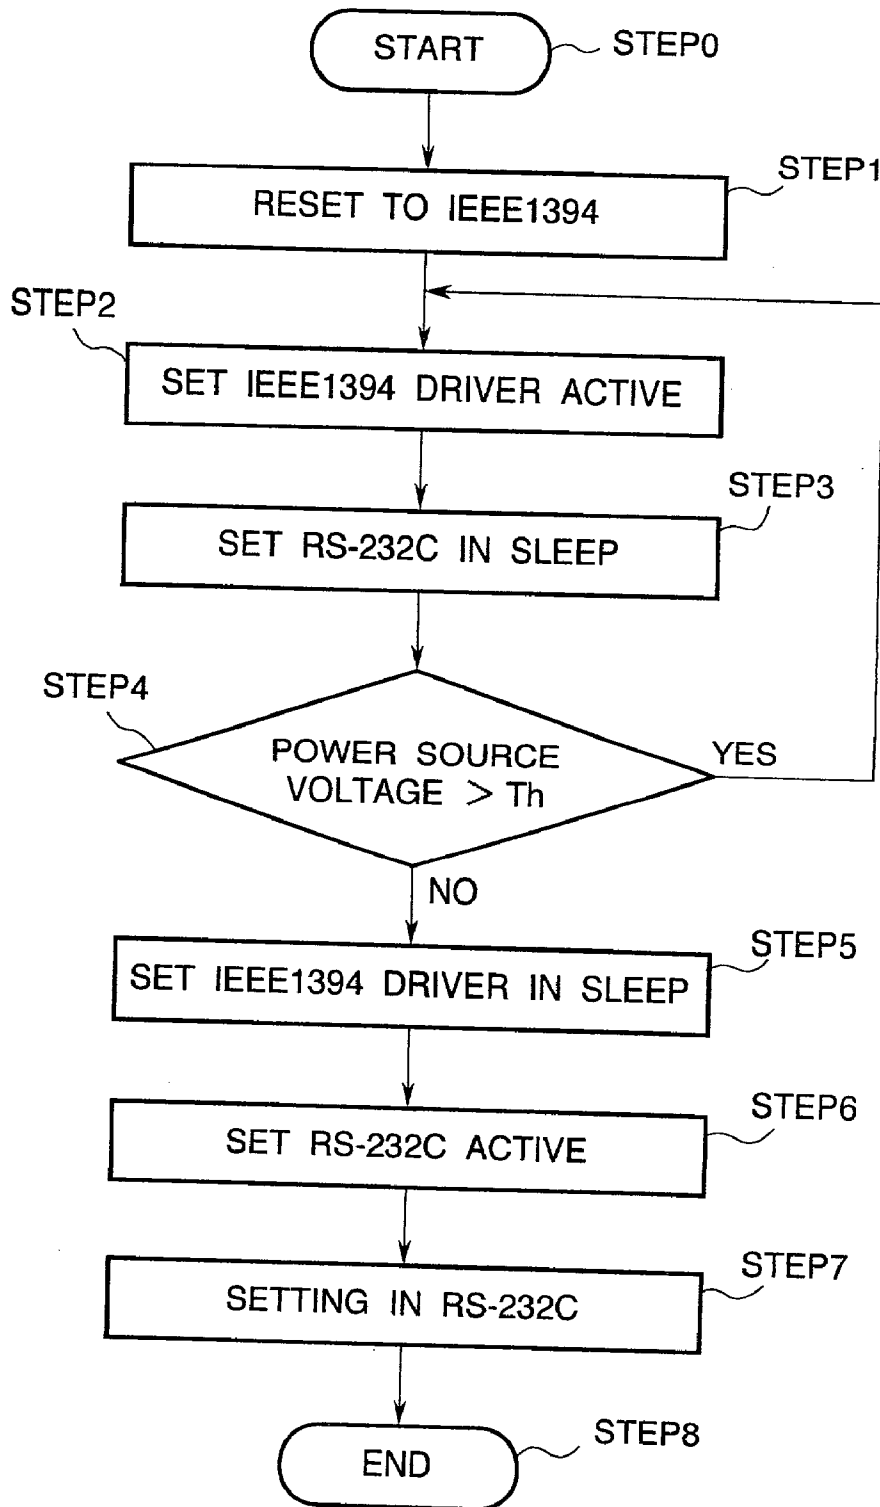 START
STEP0
STEP1
RESET TO IEEE1394
STEP2
SET IEEE1394 DRIVER ACTIVE
STEP3
SET RS-232C IN SLEEP
STEP4
POWER SOURCE
VOLTAGE > Th
YES
NO
STEP5
SET IEEE1394 DRIVER IN SLEEP
STEP6
SET RS-232C ACTIVE
STEP7
SETTING IN RS-232C
STEP8
END